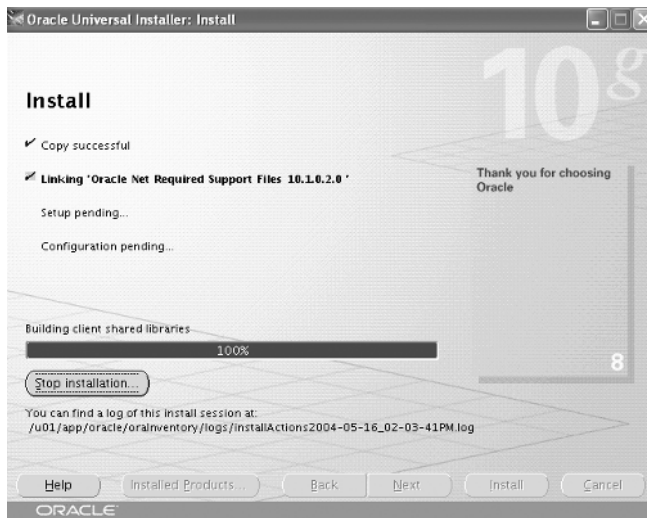 Oracle Universal Installer: Install
10g
Install
Copy successful
Linking 'Oracle Net Required Support Files 10.1.0.2.0 '
Thank you for choosing
Oracle
Setup pending...
Configuration pending...
Building client shared libraries
100%
8
Stop installation...
You can find a log of this install session at:
/u01/app/oracle/oraInventory/logs/installActions2004-05-16_02-03-41PM.log
Help
Installed Products...
Back
Next
Install
Cancel
ORACLE